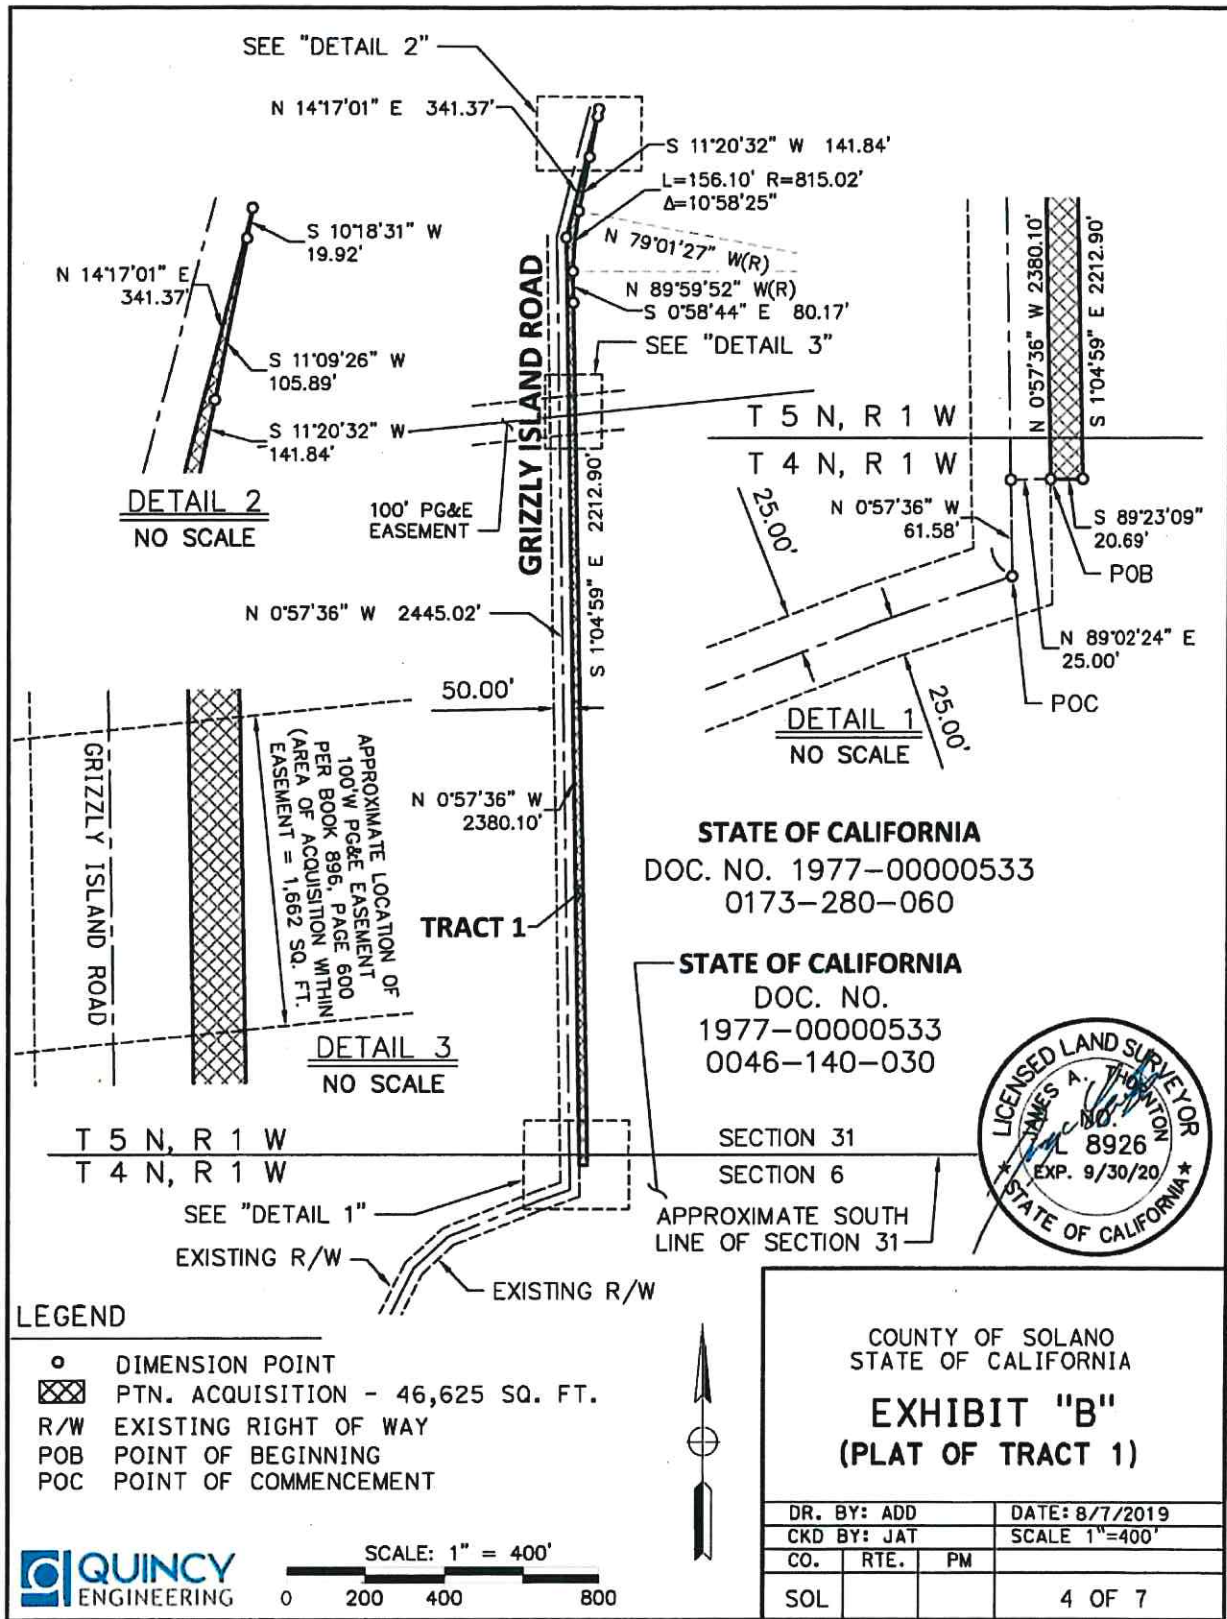 SEE "DETAIL 2"
N 14°17'01" E 341.37'
S 11°20'32" W 141.84'
L=156.10' R=815.02'
Δ=10°58'25"
N 79°01'27" W(R)
N 89°59'52" W(R)
S 0°58'44" E 80.17'
SEE "DETAIL 3"
GRIZZLY ISLAND ROAD
S 10°18'31" W
19.92'
N 14°17'01" E
341.37'
S 11°09'26" W
105.89'
S 11°20'32" W
141.84'
DETAIL 2
NO SCALE
100' PG&E
EASEMENT
S 1°04'59" E 2212.90'
N 0°57'36" W 2380.10'
S 1°04'59" E 2212.90'
T 5 N, R 1 W
T 4 N, R 1 W
25.00'
N 0°57'36" W
61.58'
S 89°23'09"
20.69'
POB
N 89°02'24" E
25.00'
POC
25.00'
DETAIL 1
NO SCALE
N 0°57'36" W 2445.02'
50.00'
N 0°57'36" W
2380.10'
GRIZZLY ISLAND ROAD
APPROXIMATE LOCATION OF
100'W PG&E EASEMENT
PER BOOK 896, PAGE 600
(AREA OF ACQUISITION WITHIN
EASEMENT = 1,662 SQ. FT.
DETAIL 3
NO SCALE
TRACT 1
STATE OF CALIFORNIA
DOC. NO. 1977-00000533
0173-280-060
STATE OF CALIFORNIA
DOC. NO.
1977-00000533
0046-140-030
LICENSED LAND SURVEYOR
JAMES A. THORNTON
NO.
L 8926
EXP. 9/30/20
★ STATE OF CALIFORNIA ★
T 5 N, R 1 W
T 4 N, R 1 W
SECTION 31
SECTION 6
SEE "DETAIL 1"
APPROXIMATE SOUTH
LINE OF SECTION 31
EXISTING R/W
EXISTING R/W
LEGEND
DIMENSION POINT
PTN. ACQUISITION - 46,625 SQ. FT.
R/W EXISTING RIGHT OF WAY
POB POINT OF BEGINNING
POC POINT OF COMMENCEMENT
QUINCY
ENGINEERING
SCALE: 1" = 400'
0 200 400 800
COUNTY OF SOLANO
STATE OF CALIFORNIA
EXHIBIT "B"
(PLAT OF TRACT 1)
DR. BY: ADD DATE: 8/7/2019
CKD BY: JAT SCALE 1"=400'
CO. RTE. PM
SOL 4 OF 7